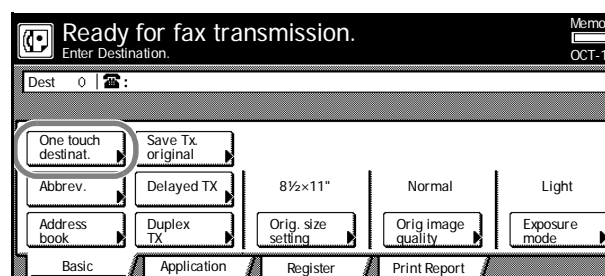 Ready for fax transmission.
Enter Destination.
OCT-1
Dest 0 ☎:
One touch
destinat.
Save Tx.
original
Abbrev.
Delayed TX
8½×11"
Normal
Light
Address
book
Duplex
TX
Orig. size
setting
Orig image
quality
Exposure
mode
Basic
Application
Register
Print Report